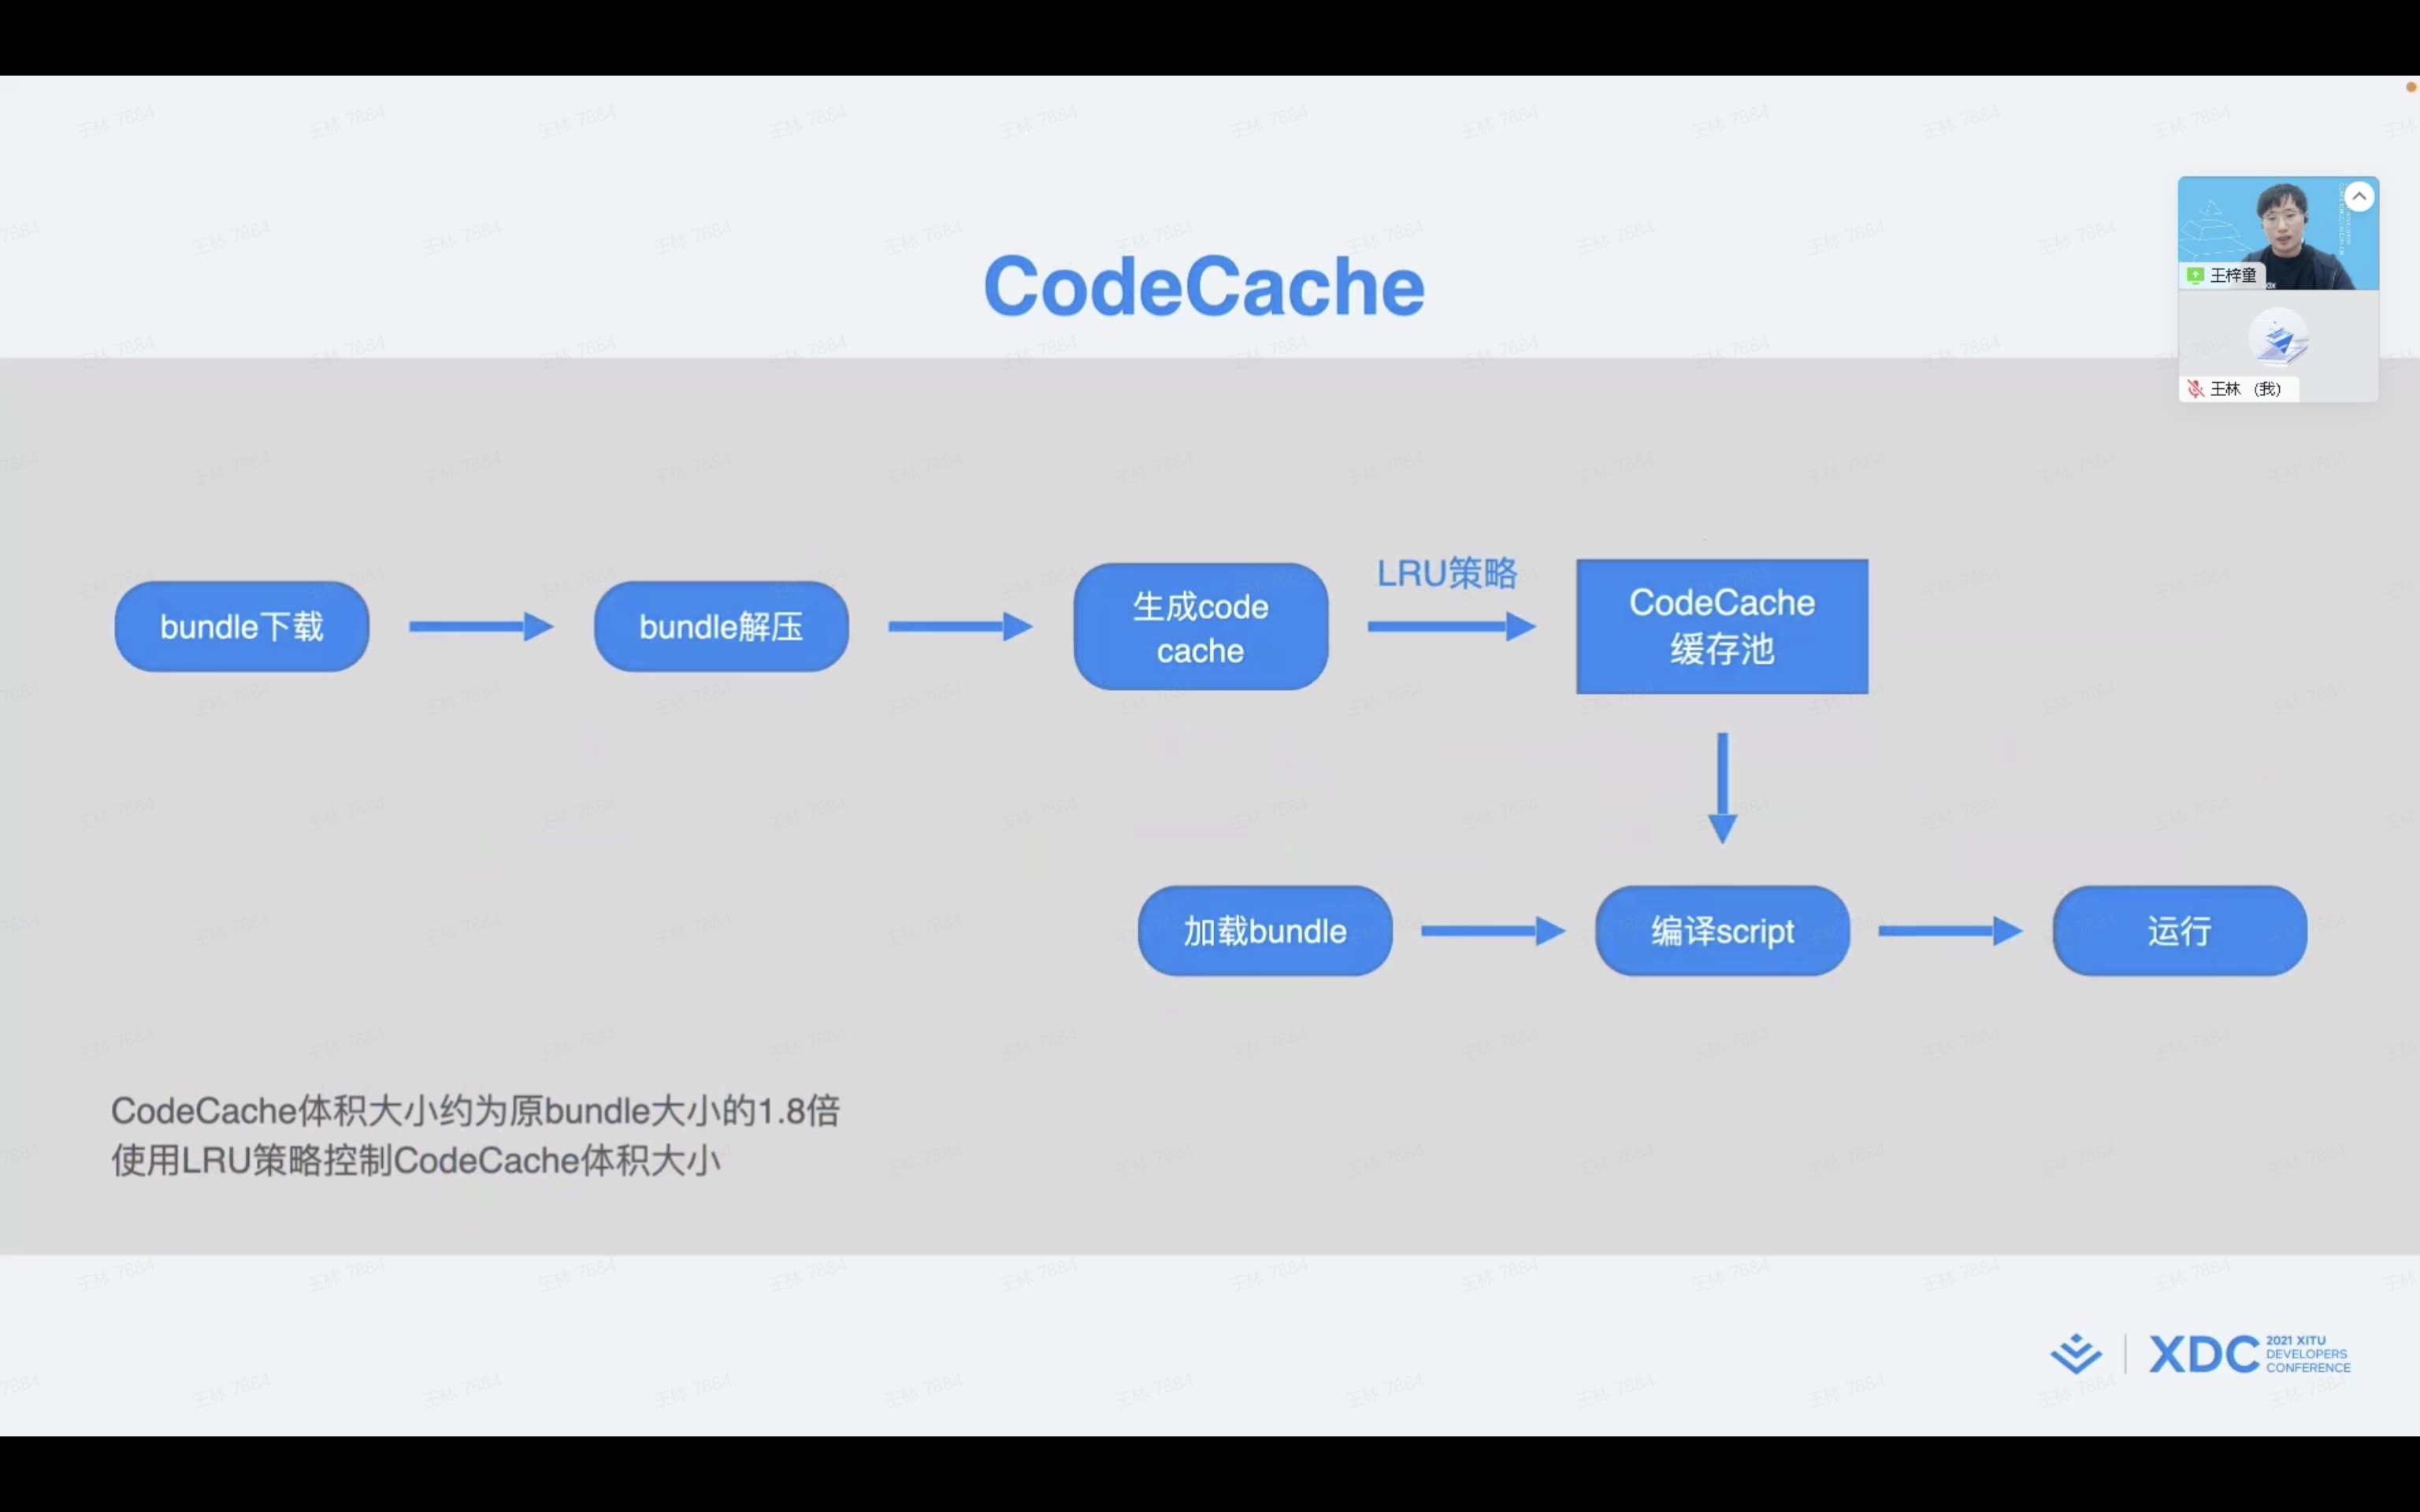 CodeCache
王梓童
王林 (我)
LRU策略
bundle下载
bundle解压
生成code
cache
CodeCache
缓存池
加载bundle
编译script
运行
CodeCache体积大小约为原bundle大小的1.8倍
使用LRU策略控制CodeCache体积大小
XDC
2021 XITU
DEVELOPERS
CONFERENCE
王林 7884